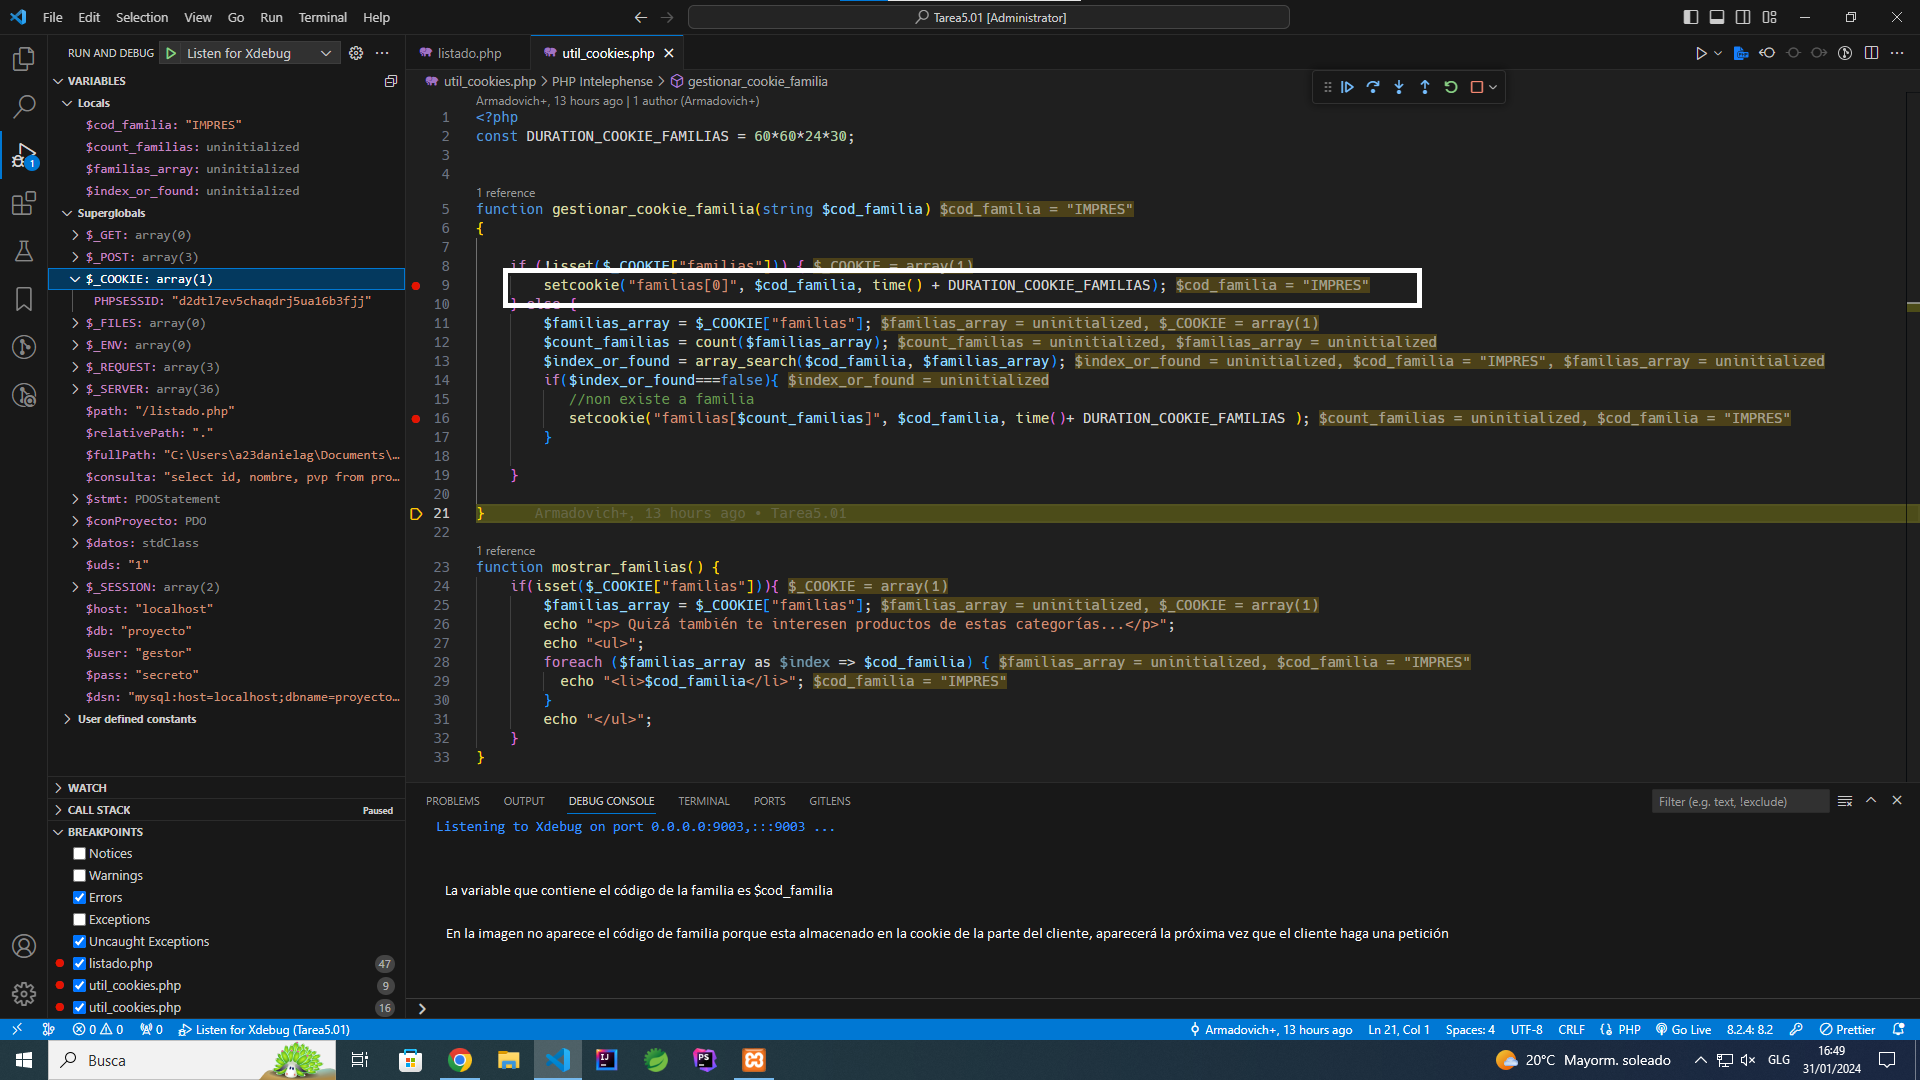 File Edit Selection View Go Run Terminal Help
Tarea5.01 [Administrator]
RUN AND DEBUG Listen for Xdebug
listado.php
util_cookies.php
util_cookies.php > PHP Intelephense > gestionar_cookie_familia
VARIABLES
Locals
$cod_familia: "IMPRES"
$count_familias: uninitialized
$familias_array: uninitialized
$index_or_found: uninitialized
Superglobals
$_GET: array(0)
$_POST: array(3)
$_COOKIE: array(1)
PHPSESSID: "d2dtl7ev5chaqdrj5ua16b3fjj"
$_FILES: array(0)
$_ENV: array(0)
$_REQUEST: array(3)
$_SERVER: array(36)
$path: "/listado.php"
$relativePath: "."
$fullPath: "C:\Users\a23danielag\Documents\...
$consulta: "select id, nombre, pvp from pro...
$stmt: PDOStatement
$conProyecto: PDO
$datos: stdClass
$uds: "1"
$_SESSION: array(2)
$host: "localhost"
$db: "proyecto"
$user: "gestor"
$pass: "secreto"
$dsn: "mysql:host=localhost;dbname=proyecto...
User defined constants
WATCH
CALL STACK Paused
BREAKPOINTS
Notices
Warnings
Errors
Exceptions
Uncaught Exceptions
listado.php 47
util_cookies.php 9
util_cookies.php 16
Armadovich+, 13 hours ago | 1 author (Armadovich+)
1 <?php
2 const DURATION_COOKIE_FAMILIAS = 60*60*24*30;
3
4
1 reference
5 function gestionar_cookie_familia(string $cod_familia) $cod_familia = "IMPRES"
6 {
7
8 if (!isset($_COOKIE["familias"])) { $_COOKIE = array(1)
9 setcookie("familias[0]", $cod_familia, time() + DURATION_COOKIE_FAMILIAS); $cod_familia = "IMPRES"
10 } else {
11 $familias_array = $_COOKIE["familias"]; $familias_array = uninitialized, $_COOKIE = array(1)
12 $count_familias = count($familias_array); $count_familias = uninitialized, $familias_array = uninitialized
13 $index_or_found = array_search($cod_familia, $familias_array); $index_or_found = uninitialized, $cod_familia = "IMPRES", $familias_array = uninitialized
14 if($index_or_found===false){ $index_or_found = uninitialized
15 //non existe a familia
16 setcookie("familias[$count_familias]", $cod_familia, time()+ DURATION_COOKIE_FAMILIAS ); $count_familias = uninitialized, $cod_familia = "IMPRES"
17 }
18
19 }
20
21 } Armadovich+, 13 hours ago • Tarea5.01
22
1 reference
23 function mostrar_familias() {
24 if(isset($_COOKIE["familias"])){ $_COOKIE = array(1)
25 $familias_array = $_COOKIE["familias"]; $familias_array = uninitialized, $_COOKIE = array(1)
26 echo "<p> Quizá también te interesen productos de estas categorías...</p>";
27 echo "<ul>";
28 foreach ($familias_array as $index => $cod_familia) { $familias_array = uninitialized, $cod_familia = "IMPRES"
29 echo "<li>$cod_familia</li>"; $cod_familia = "IMPRES"
30 }
31 echo "</ul>";
32 }
33 }
PROBLEMS OUTPUT DEBUG CONSOLE TERMINAL PORTS GITLENS
Filter (e.g. text, !exclude)
Listening to Xdebug on port 0.0.0.0:9003,:::9003 ...
La variable que contiene el código de la familia es $cod_familia
En la imagen no aparece el código de familia porque esta almacenado en la cookie de la parte del cliente, aparecerá la próxima vez que el cliente haga una petición
0 0 0 Listen for Xdebug (Tarea5.01)
Armadovich+, 13 hours ago Ln 21, Col 1 Spaces: 4 UTF-8 CRLF PHP Go Live 8.2.4: 8.2 Prettier
Busca
20°C Mayorm. soleado
GLG
16:49
31/01/2024